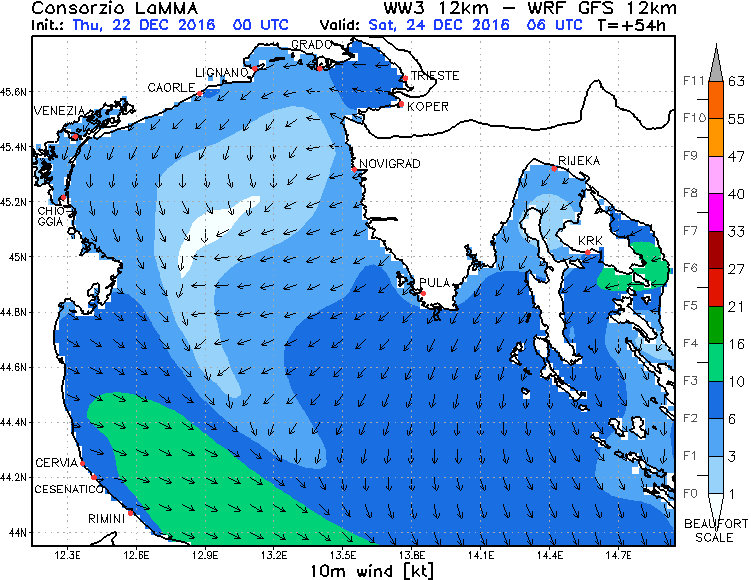 Consorzio LaMMA WW3 12km – WRF GFS 12km
Init.: Thu, 22 DEC 2016 00 UTC Valid: Sat, 24 DEC 2016 06 UTC T=+54h
GRADO
LIGNANO
TRIESTE
CAORLE
KOPER
VENEZIA
NOVIGRAD
RIJEKA
CHIO-
GGIA
KRK
PULA
CERVIA
CESENATICO
RIMINI
45.6N
45.4N
45.2N
45N
44.8N
44.6N
44.4N
44.2N
44N
12.3E 12.6E 12.9E 13.2E 13.5E 13.8E 14.1E 14.4E 14.7E
10m wind [kt]
F11 63
F10 55
F9 47
F8 40
F7 33
F6 27
F5 21
F4 16
F3 10
F2 6
F1 3
F0 1
BEAUFORT
SCALE